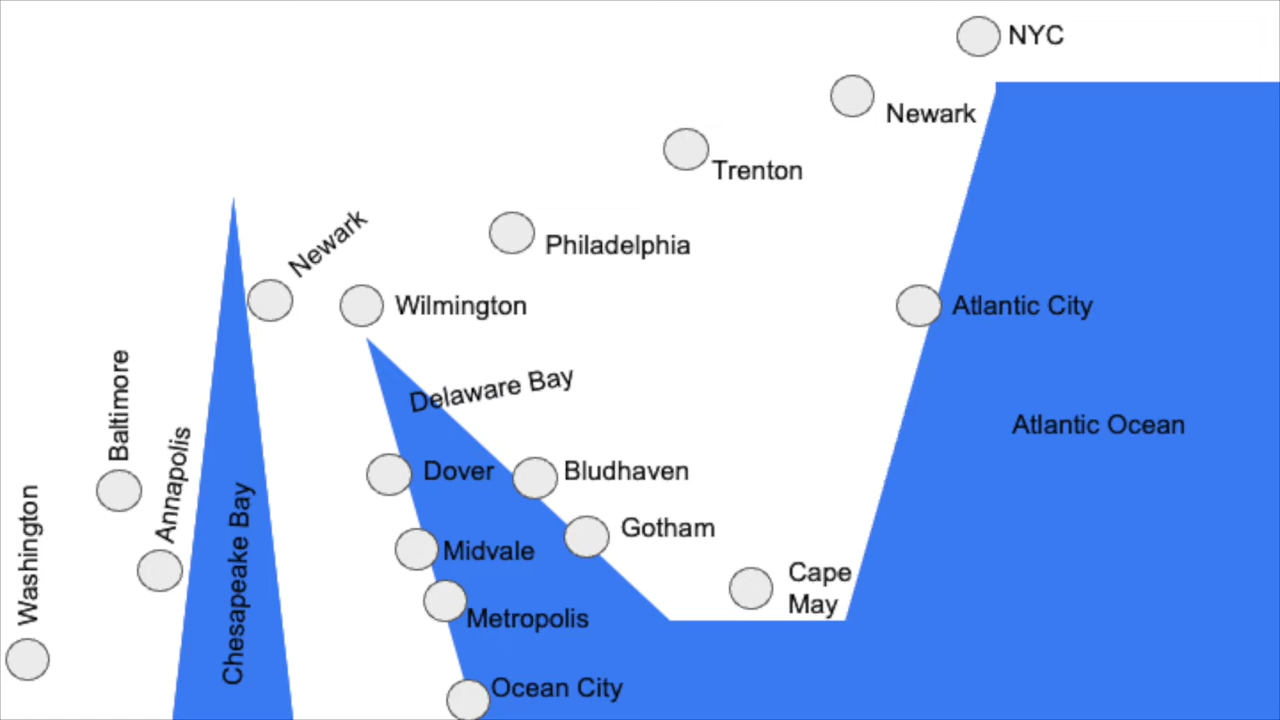 NYC
Newark
Trenton
Newark
Philadelphia
Wilmington
Atlantic City
Delaware Bay
Baltimore
Atlantic Ocean
Annapolis
Dover
Bludhaven
Washington
Gotham
Chesapeake Bay
Midvale
Cape
May
Metropolis
Ocean City